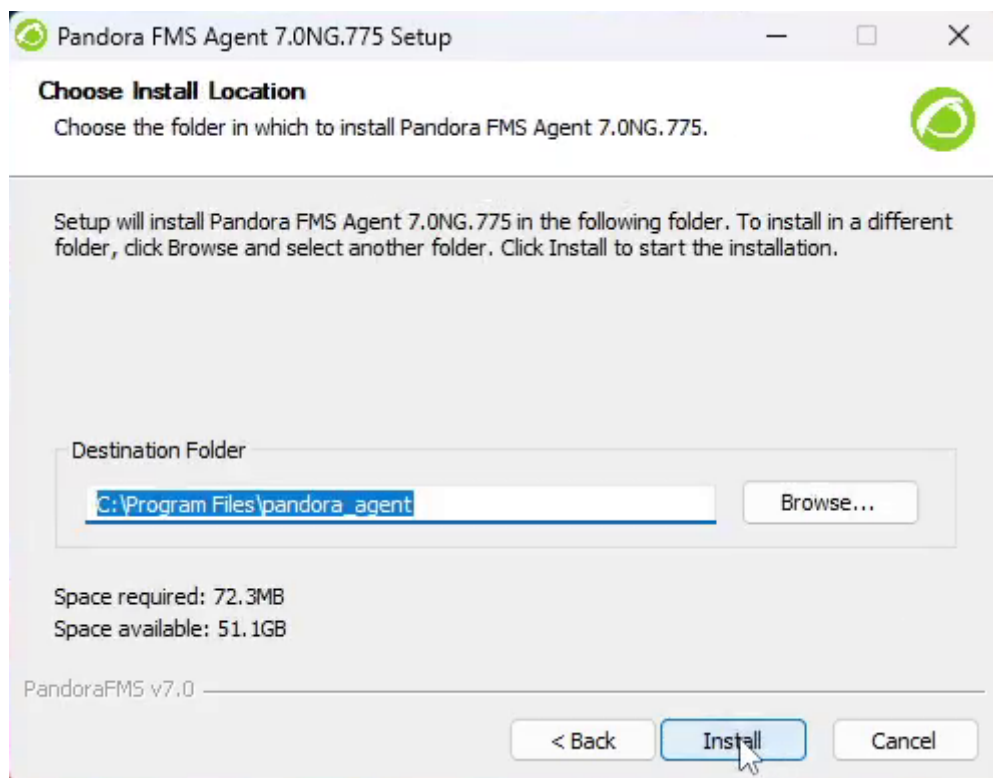 Pandora FMS Agent 7.0NG.775 Setup
Choose Install Location
Choose the folder in which to install Pandora FMS Agent 7.0NG.775.
Setup will install Pandora FMS Agent 7.0NG.775 in the following folder. To install in a different
folder, click Browse and select another folder. Click Install to start the installation.
Destination Folder
C:\Program Files\pandora_agent
Browse...
Space required: 72.3MB
Space available: 51.1GB
PandoraFMS v7.0
< Back
Install
Cancel